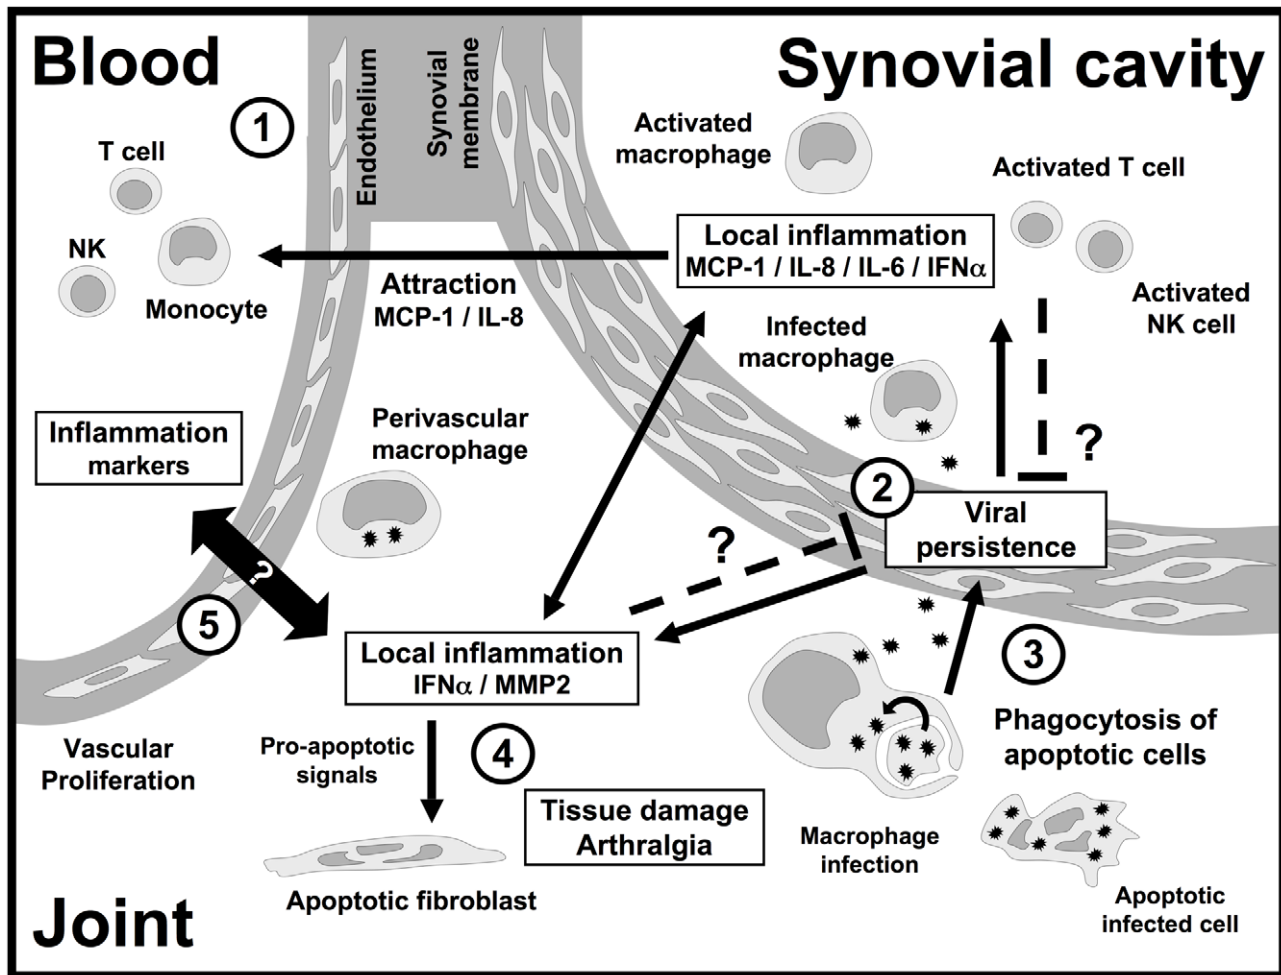 Blood
Synovial cavity
1
Endothelium
Synovial
membrane
T cell
NK
Monocyte
Activated
macrophage
Activated T cell
Activated
NK cell
Local inflammation
MCP-1 / IL-8 / IL-6 / IFNα
Attraction
MCP-1 / IL-8
Infected
macrophage
?
Inflammation
markers
Perivascular
macrophage
2
Viral
persistence
?
?
5
Local inflammation
IFNα / MMP2
3
Phagocytosis of
apoptotic cells
Vascular
Proliferation
Pro-apoptotic
signals
4
Tissue damage
Arthralgia
Macrophage
infection
Apoptotic fibroblast
Apoptotic
infected cell
Joint